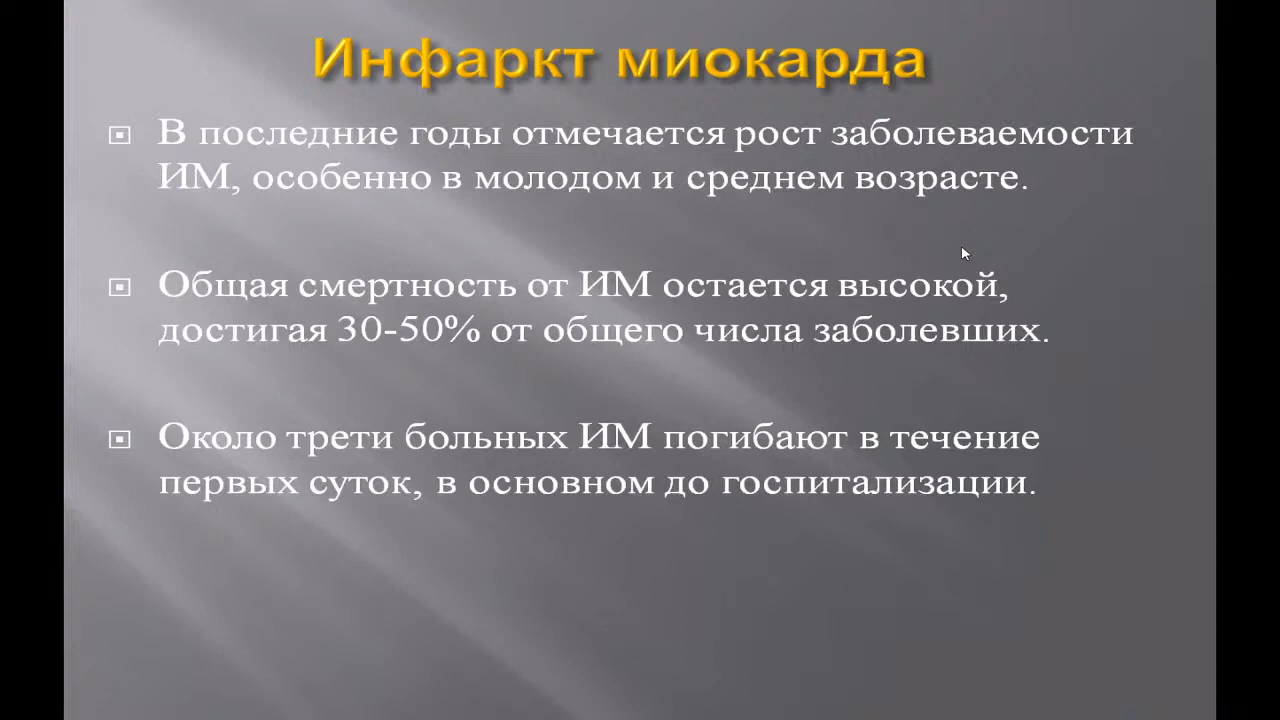 Инфаркт миокарда
В последние годы отмечается рост заболеваемости
ИМ, особенно в молодом и среднем возрасте.
Общая смертность от ИМ остается высокой,
достигая 30-50% от общего числа заболевших.
Около трети больных ИМ погибают в течение
первых суток, в основном до госпитализации.